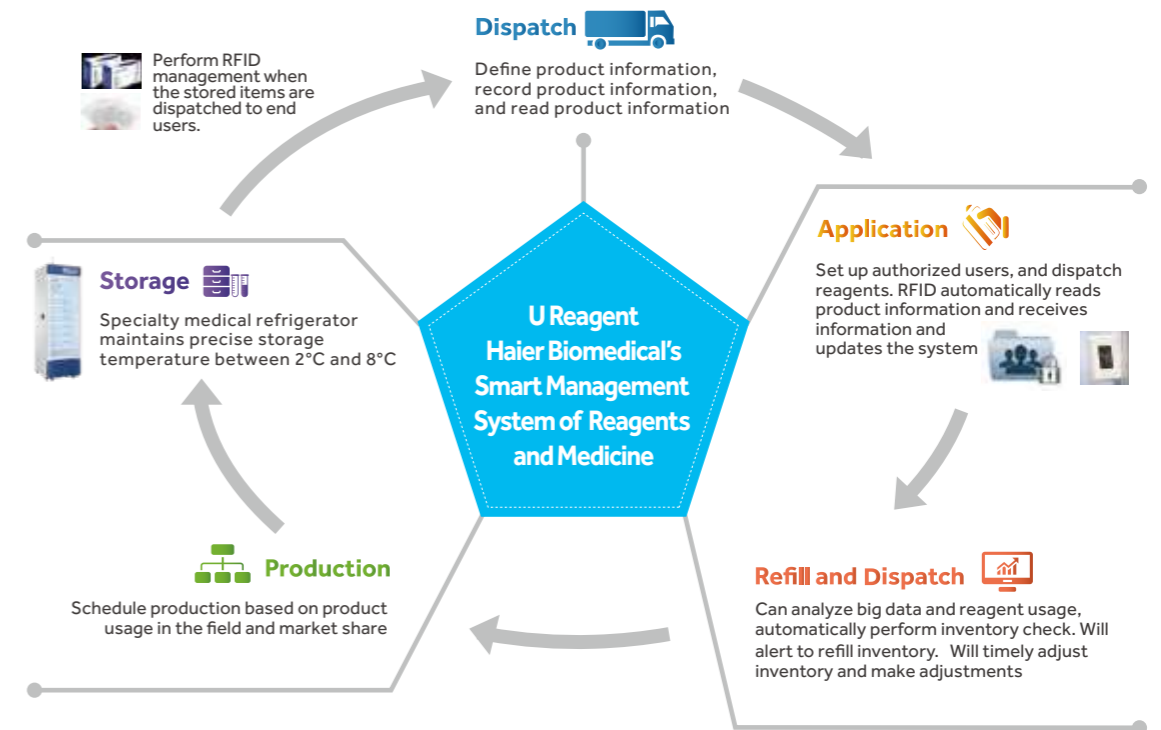 Dispatch
Define product information,
record product information,
and read product information
Perform RFID
management when
the stored items are
dispatched to end
users.
Application
Set up authorized users, and dispatch
reagents. RFID automatically reads
product information and receives
information and
updates the system
Storage
Specialty medical refrigerator
maintains precise storage
temperature between 2°C and 8°C
U Reagent
Haier Biomedical's
Smart Management
System of Reagents
and Medicine
Production
Schedule production based on product
usage in the field and market share
Refill and Dispatch
Can analyze big data and reagent usage,
automatically perform inventory check. Will
alert to refill inventory. Will timely adjust
inventory and make adjustments